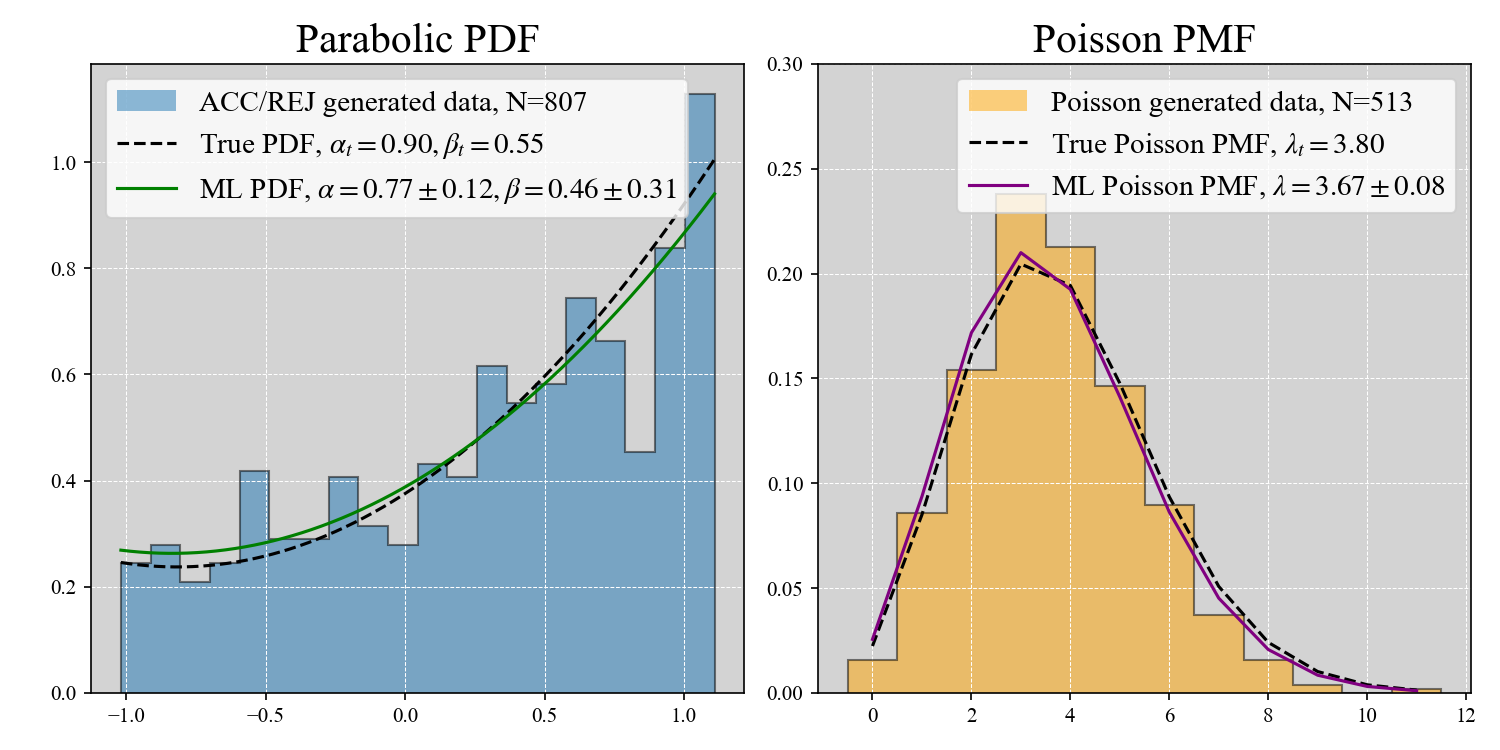 Parabolic PDF
ACC/REJ generated data, N=807
True PDF, αₜ = 0.90, βₜ = 0.55
ML PDF, α = 0.77 ± 0.12, β = 0.46 ± 0.31
1.0
0.8
0.6
0.4
0.2
0.0
−1.0 −0.5 0.0 0.5 1.0
Poisson PMF
Poisson generated data, N=513
True Poisson PMF, λₜ = 3.80
ML Poisson PMF, λ = 3.67 ± 0.08
0.30
0.25
0.20
0.15
0.10
0.05
0.00
0 2 4 6 8 10 12